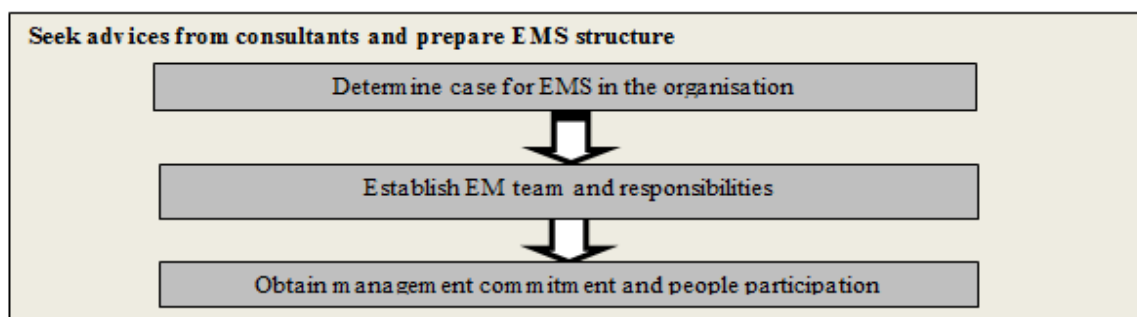 Seek advices from consultants and prepare EMS structure
Determine case for EMS in the organisation
Establish EM team and responsibilities
Obtain management commitment and people participation